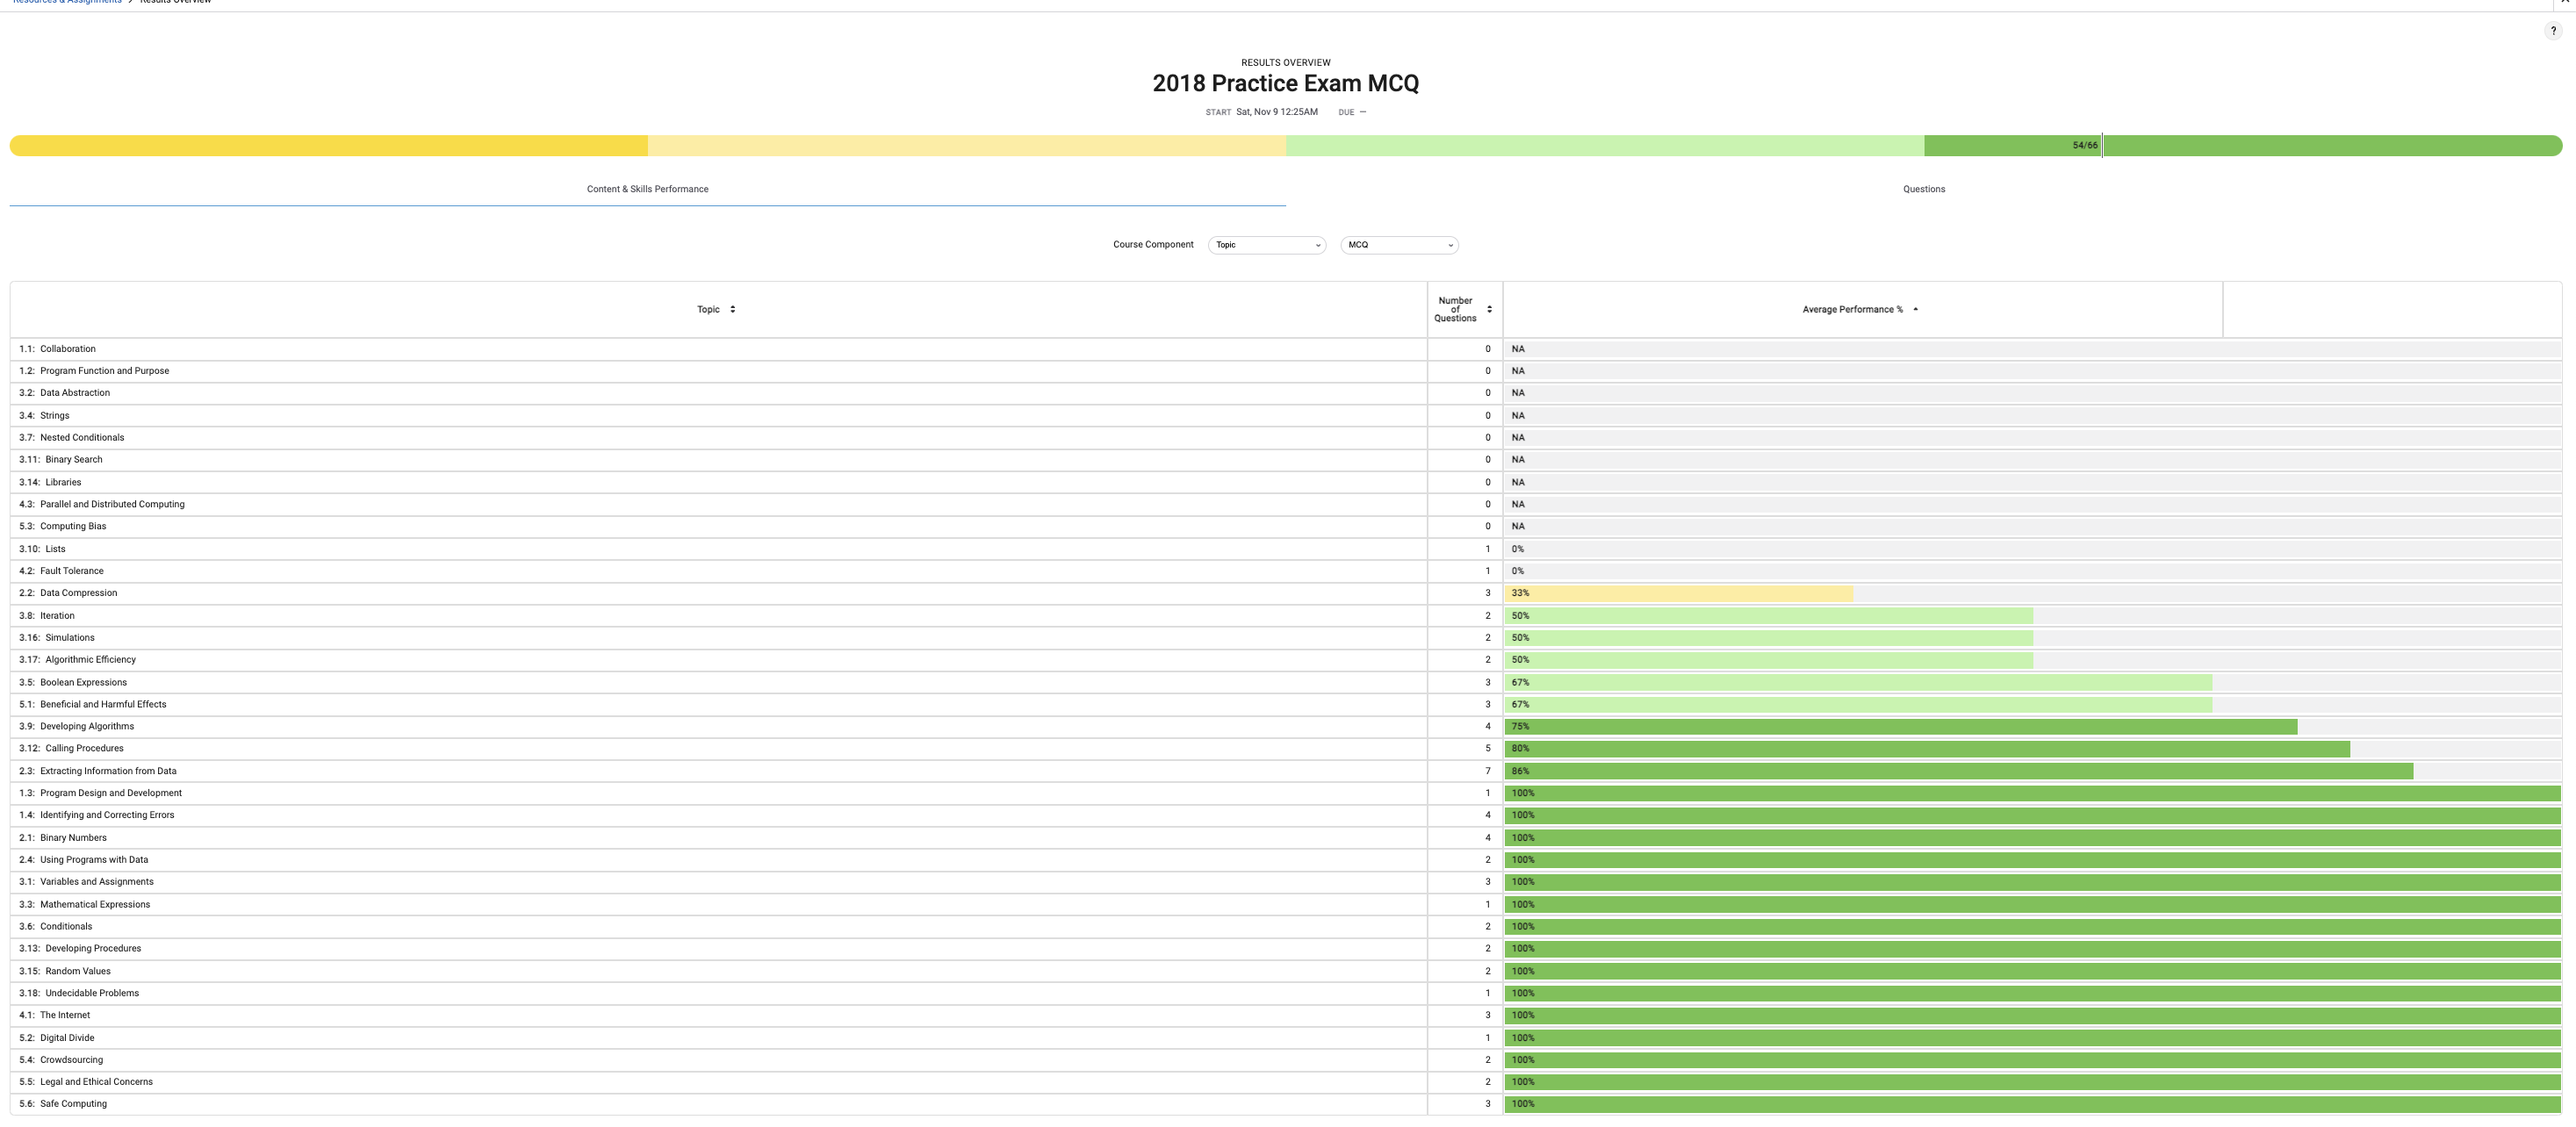 Resources & Assignments > Results Overview
?
RESULTS OVERVIEW
2018 Practice Exam MCQ
START Sat, Nov 9 12:25AM DUE —
54/66
Content & Skills Performance Questions
Course Component Topic MCQ
Topic Number of Questions Average Performance %
1.1: Collaboration 0 NA
1.2: Program Function and Purpose 0 NA
3.2: Data Abstraction 0 NA
3.4: Strings 0 NA
3.7: Nested Conditionals 0 NA
3.11: Binary Search 0 NA
3.14: Libraries 0 NA
4.3: Parallel and Distributed Computing 0 NA
5.3: Computing Bias 0 NA
3.10: Lists 1 0%
4.2: Fault Tolerance 1 0%
2.2: Data Compression 3 33%
3.8: Iteration 2 50%
3.16: Simulations 2 50%
3.17: Algorithmic Efficiency 2 50%
3.5: Boolean Expressions 3 67%
5.1: Beneficial and Harmful Effects 3 67%
3.9: Developing Algorithms 4 75%
3.12: Calling Procedures 5 80%
2.3: Extracting Information from Data 7 86%
1.3: Program Design and Development 1 100%
1.4: Identifying and Correcting Errors 4 100%
2.1: Binary Numbers 4 100%
2.4: Using Programs with Data 2 100%
3.1: Variables and Assignments 3 100%
3.3: Mathematical Expressions 1 100%
3.6: Conditionals 2 100%
3.13: Developing Procedures 2 100%
3.15: Random Values 2 100%
3.18: Undecidable Problems 1 100%
4.1: The Internet 3 100%
5.2: Digital Divide 1 100%
5.4: Crowdsourcing 2 100%
5.5: Legal and Ethical Concerns 2 100%
5.6: Safe Computing 3 100%